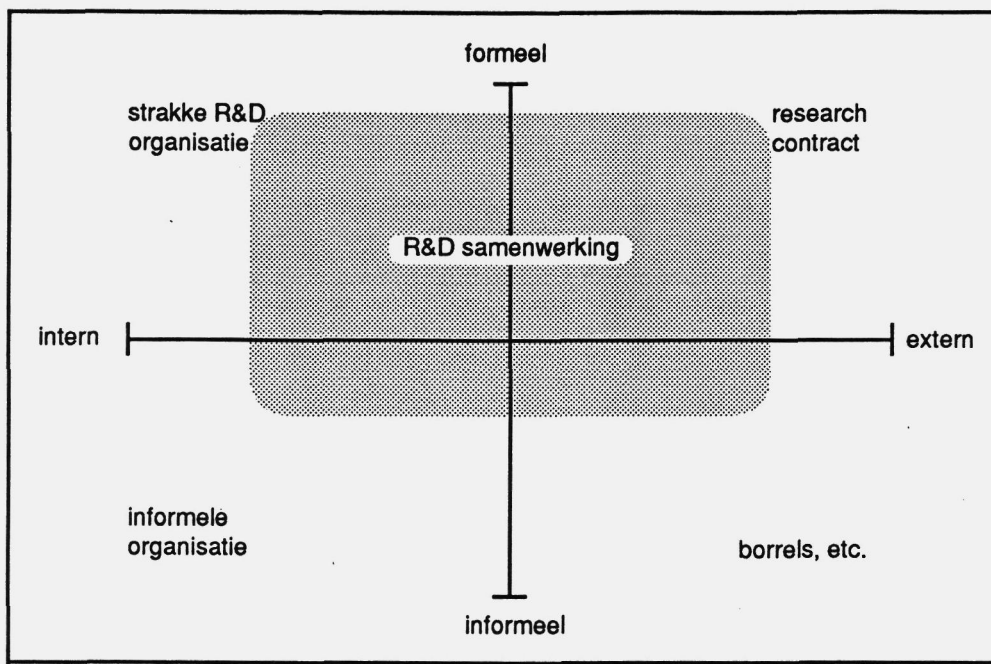 formeel
strakke R&D
organisatie
research
contract
R&D samenwerking
intern
extern
informele
organisatie
borrels, etc.
informeel